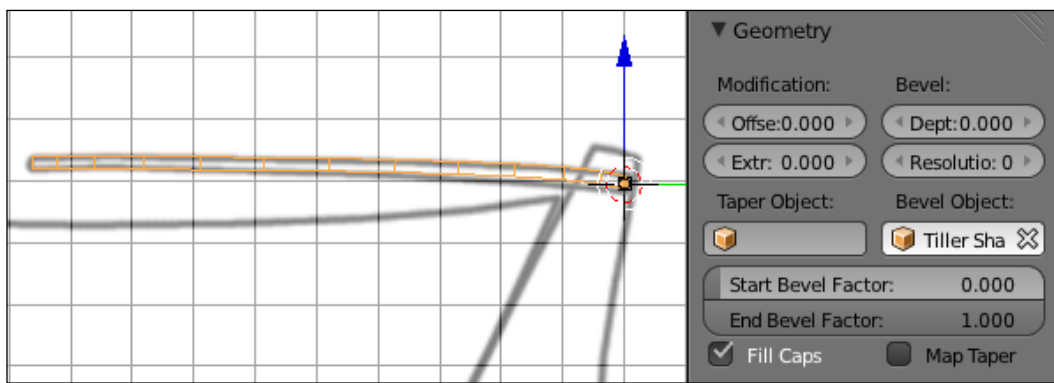 Geometry
Modification: Bevel:
Offse:0.000 Dept:0.000
Extr: 0.000 Resolutio: 0
Taper Object: Bevel Object:
Tiller Sha
Start Bevel Factor: 0.000
End Bevel Factor: 1.000
Fill Caps Map Taper